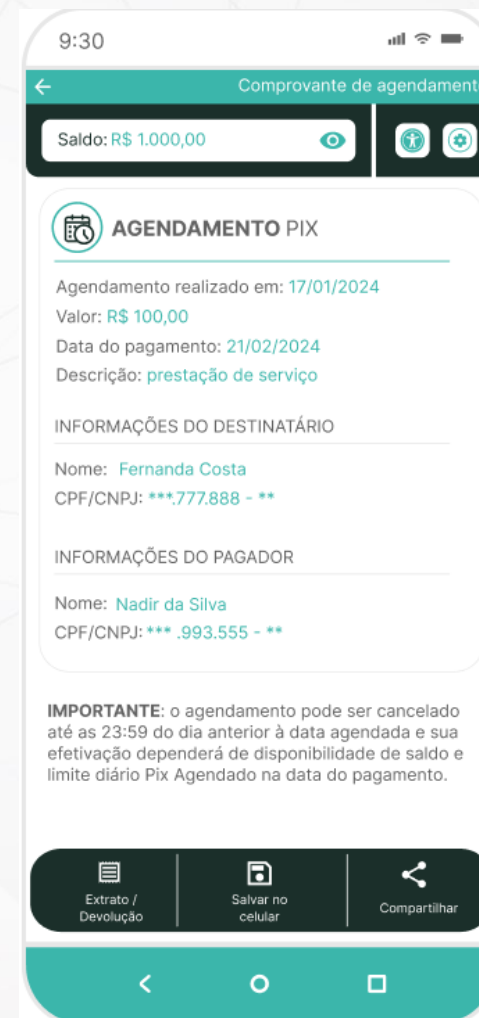 9:30
Comprovante de agendament
Saldo: R$ 1.000,00
AGENDAMENTO PIX
Agendamento realizado em: 17/01/2024
Valor: R$ 100,00
Data do pagamento: 21/02/2024
Descrição: prestação de serviço
INFORMAÇÕES DO DESTINATÁRIO
Nome: Fernanda Costa
CPF/CNPJ: ***.777.888 - **
INFORMAÇÕES DO PAGADOR
Nome: Nadir da Silva
CPF/CNPJ: *** .993.555 - **
IMPORTANTE: o agendamento pode ser cancelado
até as 23:59 do dia anterior à data agendada e sua
efetivação dependerá de disponibilidade de saldo e
limite diário Pix Agendado na data do pagamento.
Extrato /
Devolução
Salvar no
celular
Compartilhar